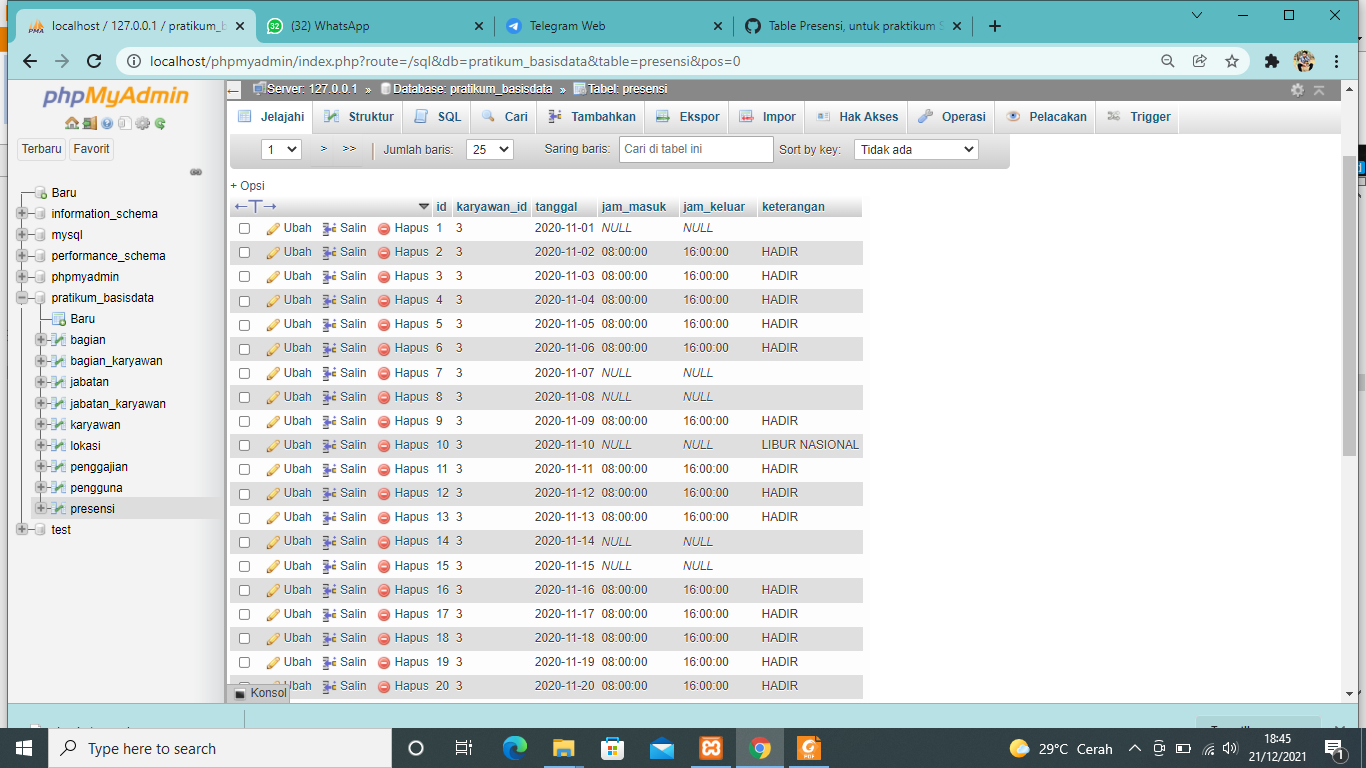 localhost / 127.0.0.1 / pratikum_b
(32) WhatsApp
Telegram Web
Table Presensi, untuk praktikum S
localhost/phpmyadmin/index.php?route=/sql&db=pratikum_basisdata&table=presensi&pos=0
phpMyAdmin
Terbaru Favorit
Baru
information_schema
mysql
performance_schema
phpmyadmin
pratikum_basisdata
Baru
bagian
bagian_karyawan
jabatan
jabatan_karyawan
karyawan
lokasi
penggajian
pengguna
presensi
test
Server: 127.0.0.1 » Database: pratikum_basisdata » Tabel: presensi
Jelajahi Struktur SQL Cari Tambahkan Ekspor Impor Hak Akses Operasi Pelacakan Trigger
1 > >> | Jumlah baris: 25 Saring baris: Cari di tabel ini Sort by key: Tidak ada
+ Opsi
←T→ id karyawan_id tanggal jam_masuk jam_keluar keterangan
Ubah Salin Hapus 1 3 2020-11-01 NULL NULL
Ubah Salin Hapus 2 3 2020-11-02 08:00:00 16:00:00 HADIR
Ubah Salin Hapus 3 3 2020-11-03 08:00:00 16:00:00 HADIR
Ubah Salin Hapus 4 3 2020-11-04 08:00:00 16:00:00 HADIR
Ubah Salin Hapus 5 3 2020-11-05 08:00:00 16:00:00 HADIR
Ubah Salin Hapus 6 3 2020-11-06 08:00:00 16:00:00 HADIR
Ubah Salin Hapus 7 3 2020-11-07 NULL NULL
Ubah Salin Hapus 8 3 2020-11-08 NULL NULL
Ubah Salin Hapus 9 3 2020-11-09 08:00:00 16:00:00 HADIR
Ubah Salin Hapus 10 3 2020-11-10 NULL NULL LIBUR NASIONAL
Ubah Salin Hapus 11 3 2020-11-11 08:00:00 16:00:00 HADIR
Ubah Salin Hapus 12 3 2020-11-12 08:00:00 16:00:00 HADIR
Ubah Salin Hapus 13 3 2020-11-13 08:00:00 16:00:00 HADIR
Ubah Salin Hapus 14 3 2020-11-14 NULL NULL
Ubah Salin Hapus 15 3 2020-11-15 NULL NULL
Ubah Salin Hapus 16 3 2020-11-16 08:00:00 16:00:00 HADIR
Ubah Salin Hapus 17 3 2020-11-17 08:00:00 16:00:00 HADIR
Ubah Salin Hapus 18 3 2020-11-18 08:00:00 16:00:00 HADIR
Ubah Salin Hapus 19 3 2020-11-19 08:00:00 16:00:00 HADIR
Ubah Salin Hapus 20 3 2020-11-20 08:00:00 16:00:00 HADIR
Konsol
Type here to search
29°C Cerah
18:45
21/12/2021
1